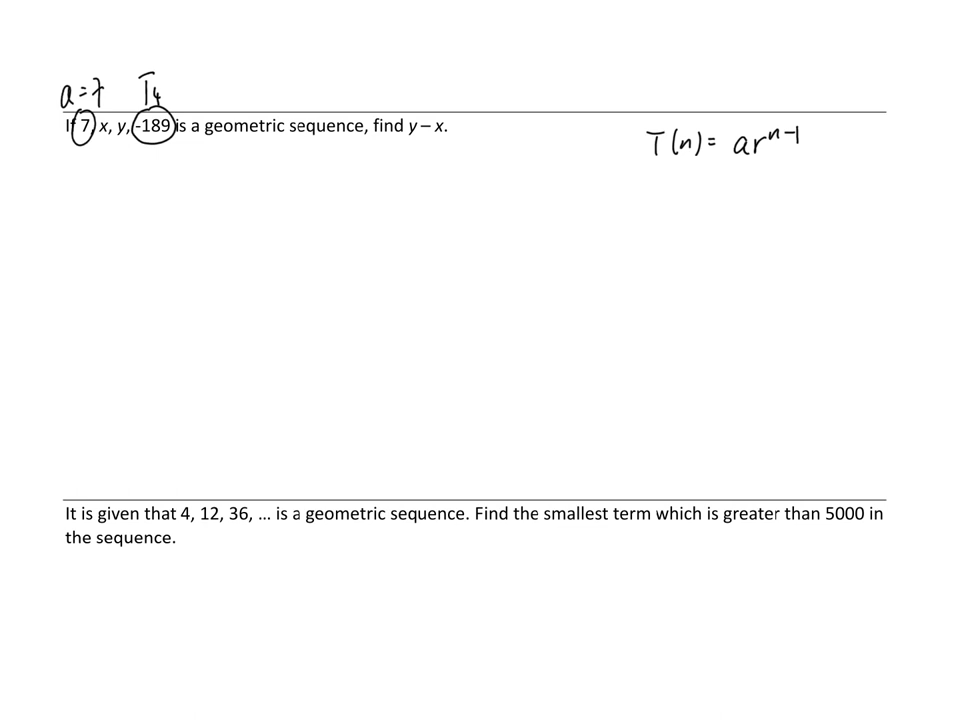 a=7 T4
If 7, x, y, -189 is a geometric sequence, find y – x.
T(n) = ar^n-1
It is given that 4, 12, 36, ... is a geometric sequence. Find the smallest term which is greater than 5000 in
the sequence.